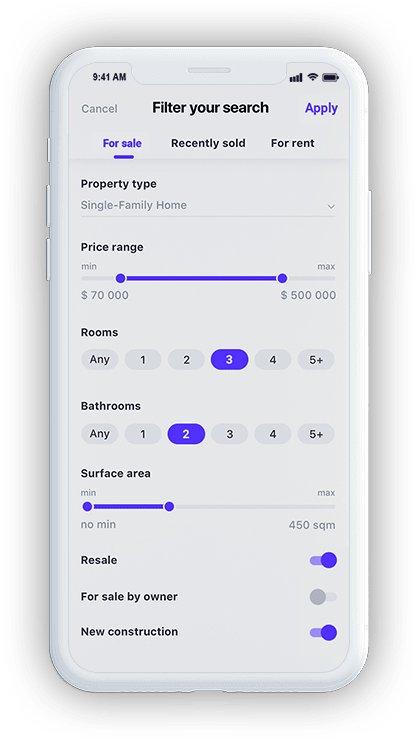 9:41 AM
Cancel Filter your search Apply
For sale Recently sold For rent
Property type
Single-Family Home
Price range
min max
$ 70 000 $ 500 000
Rooms
Any 1 2 3 4 5+
Bathrooms
Any 1 2 3 4 5+
Surface area
min max
no min 450 sqm
Resale
For sale by owner
New construction